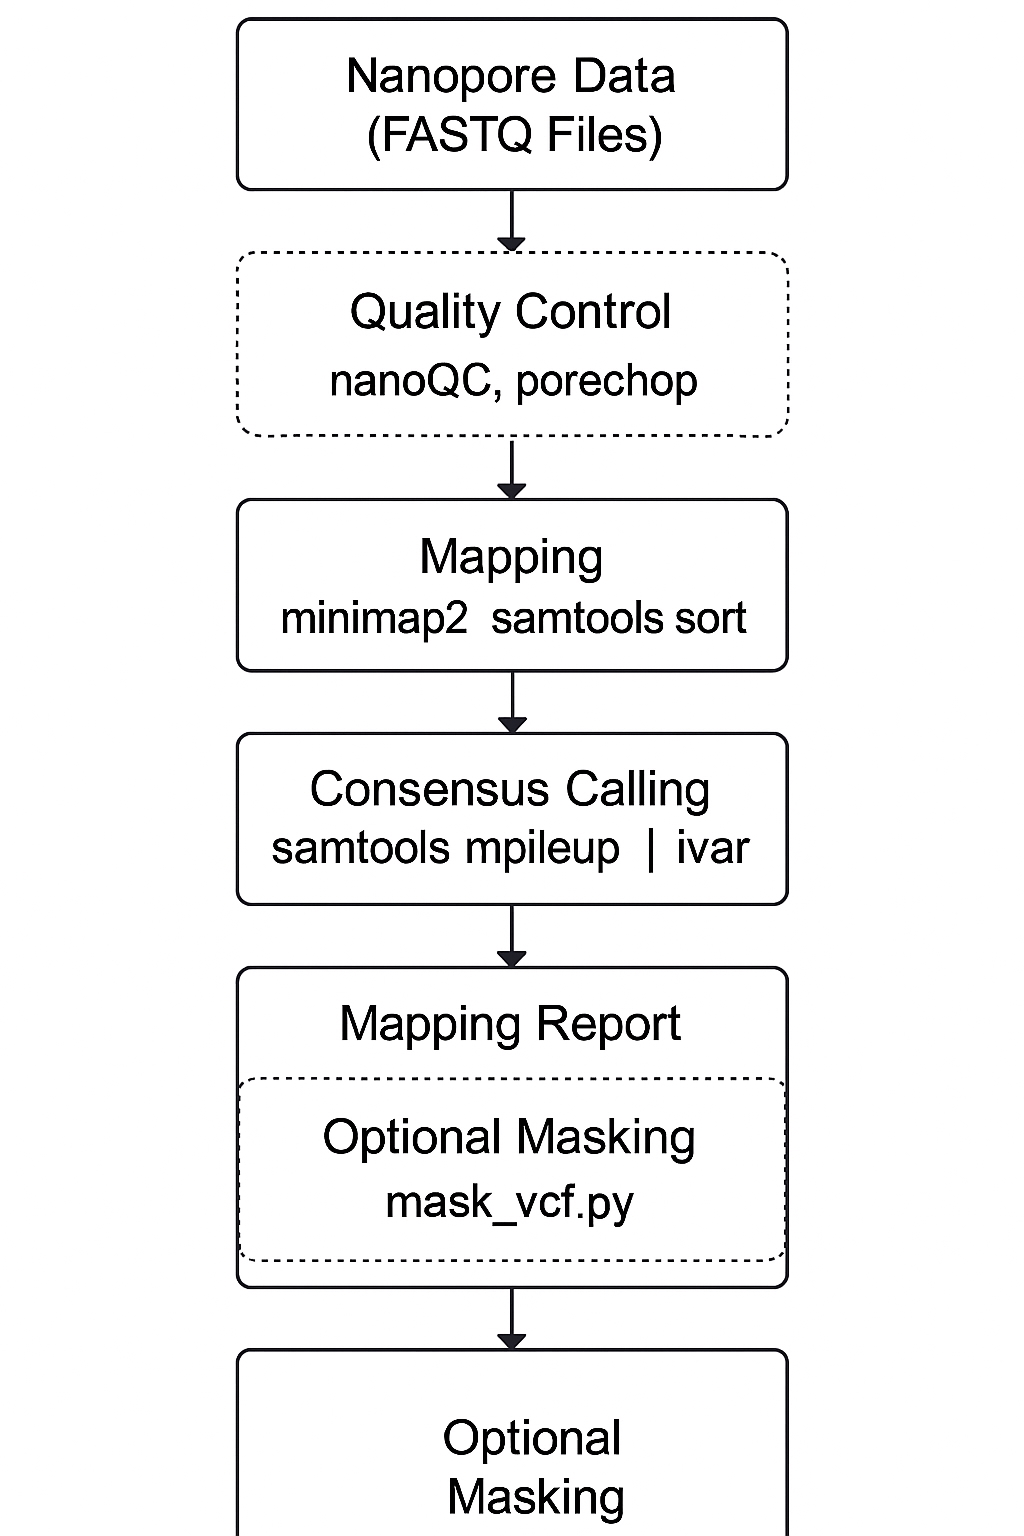 Nanopore Data
(FASTQ Files)
Quality Control
nanoQC, porechop
Mapping
minimap2 samtools sort
Consensus Calling
samtools mpileup | ivar
Mapping Report
Optional Masking
mask_vcf.py
Optional
Masking